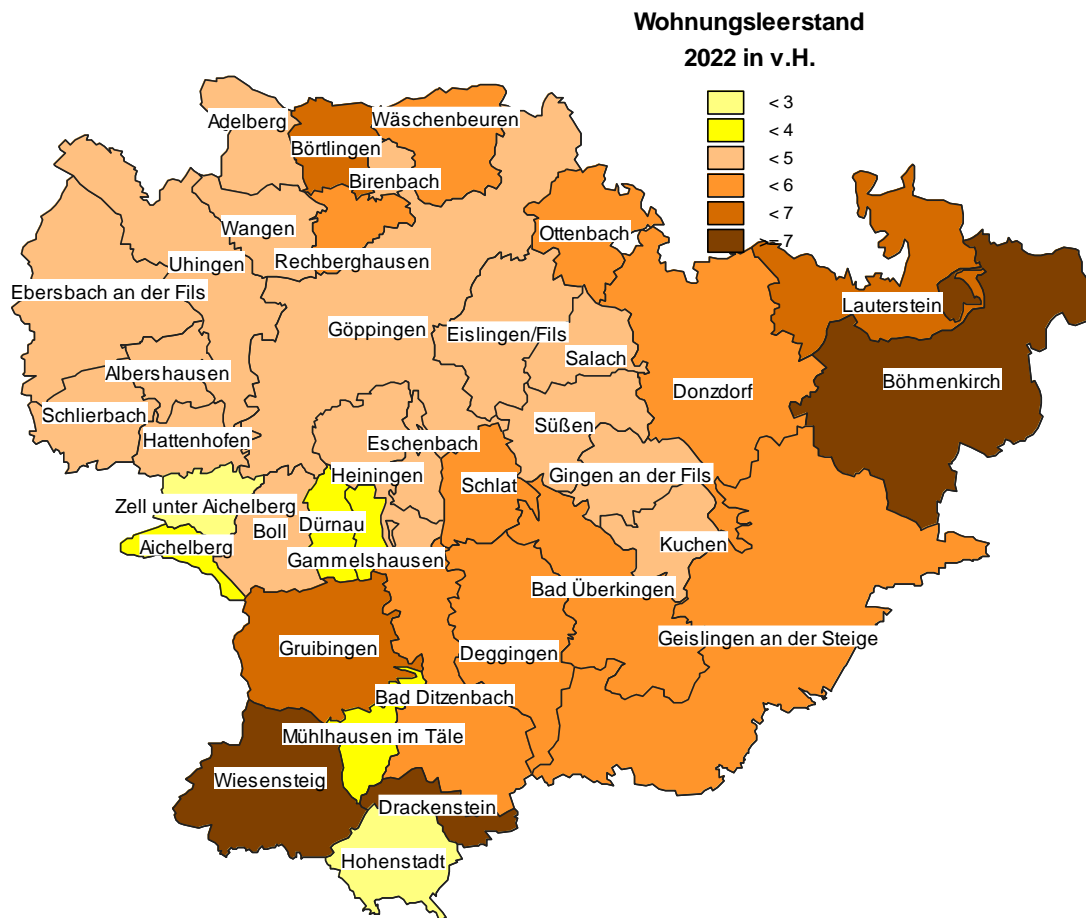 Wohnungsleerstand
2022 in v.H.
< 3
< 4
< 5
< 6
< 7
>= 7
Adelberg
Wäschenbeuren
Börtlingen
Birenbach
Wangen
Ottenbach
Rechberghausen
Uhingen
Ebersbach an der Fils
Lauterstein
Göppingen
Eislingen/Fils
Salach
Albershausen
Böhmenkirch
Donzdorf
Schlierbach
Süßen
Hattenhofen
Eschenbach
Heiningen
Gingen an der Fils
Schlat
Zell unter Aichelberg
Dürnau
Boll
Aichelberg
Kuchen
Gammelshausen
Bad Überkingen
Geislingen an der Steige
Gruibingen
Deggingen
Bad Ditzenbach
Mühlhausen im Täle
Wiesensteig
Drackenstein
Hohenstadt